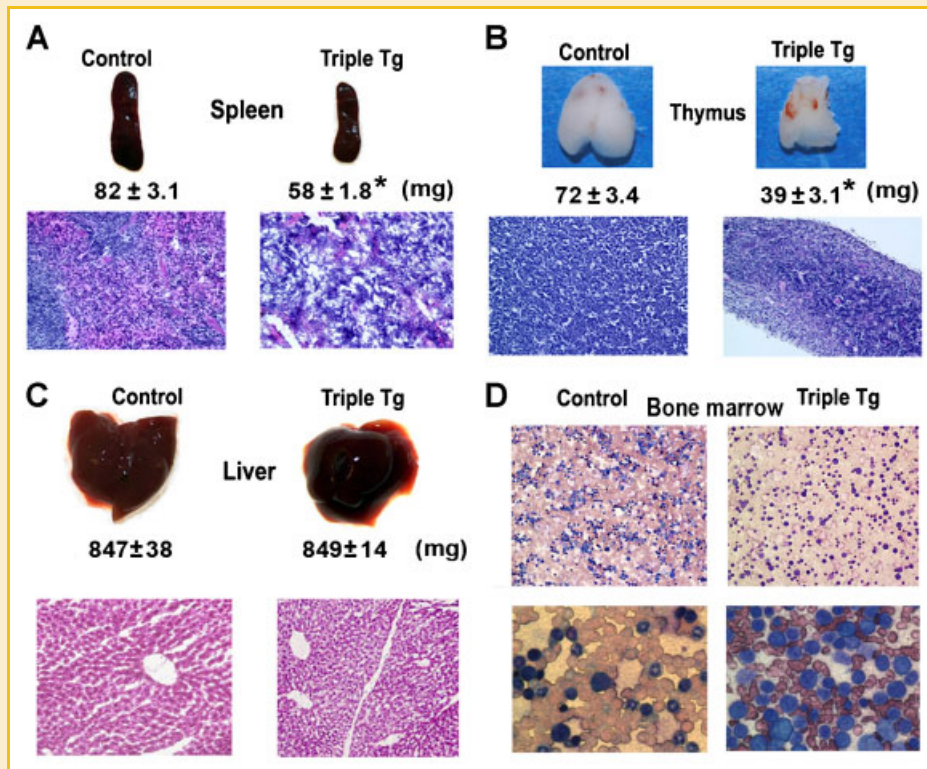 A
Control
Triple Tg
Spleen
82 ± 3.1
58 ± 1.8* (mg)
B
Control
Triple Tg
Thymus
72 ± 3.4
39 ± 3.1* (mg)
C
Control
Triple Tg
Liver
847±38
849±14 (mg)
D
Control
Bone marrow
Triple Tg